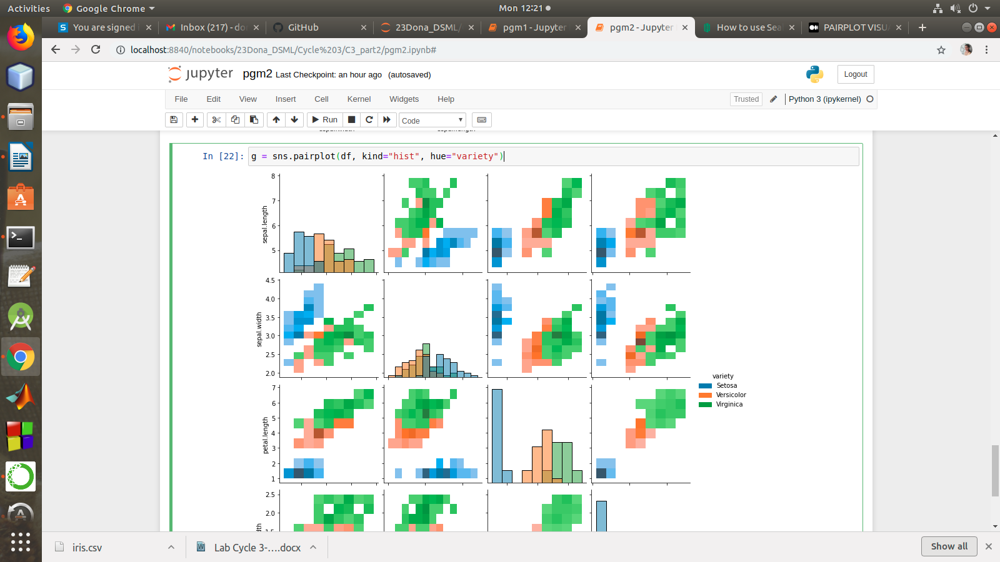 Activities Google Chrome Mon 12:21
You are signed Inbox (217) - do GitHub 23Dona_DSML/ pgm1 - Jupyter pgm2 - Jupyter How to use Sea PAIRPLOT VISU
localhost:8840/notebooks/23Dona_DSML/Cycle%203/C3_part2/pgm2.ipynb#
jupyter pgm2 Last Checkpoint: an hour ago (autosaved) Logout
File Edit View Insert Cell Kernel Widgets Help Trusted Python 3 (ipykernel)
Run Code
In [22]: g = sns.pairplot(df, kind="hist", hue="variety")
8
7
6
5
sepal.length
4.5
4.0
3.5
3.0
2.5
2.0
sepal.width
variety
Setosa
Versicolor
Virginica
7
6
5
4
3
2
1
petal.length
2.5
2.0
1.5
iris.csv Lab Cycle 3-....docx Show all